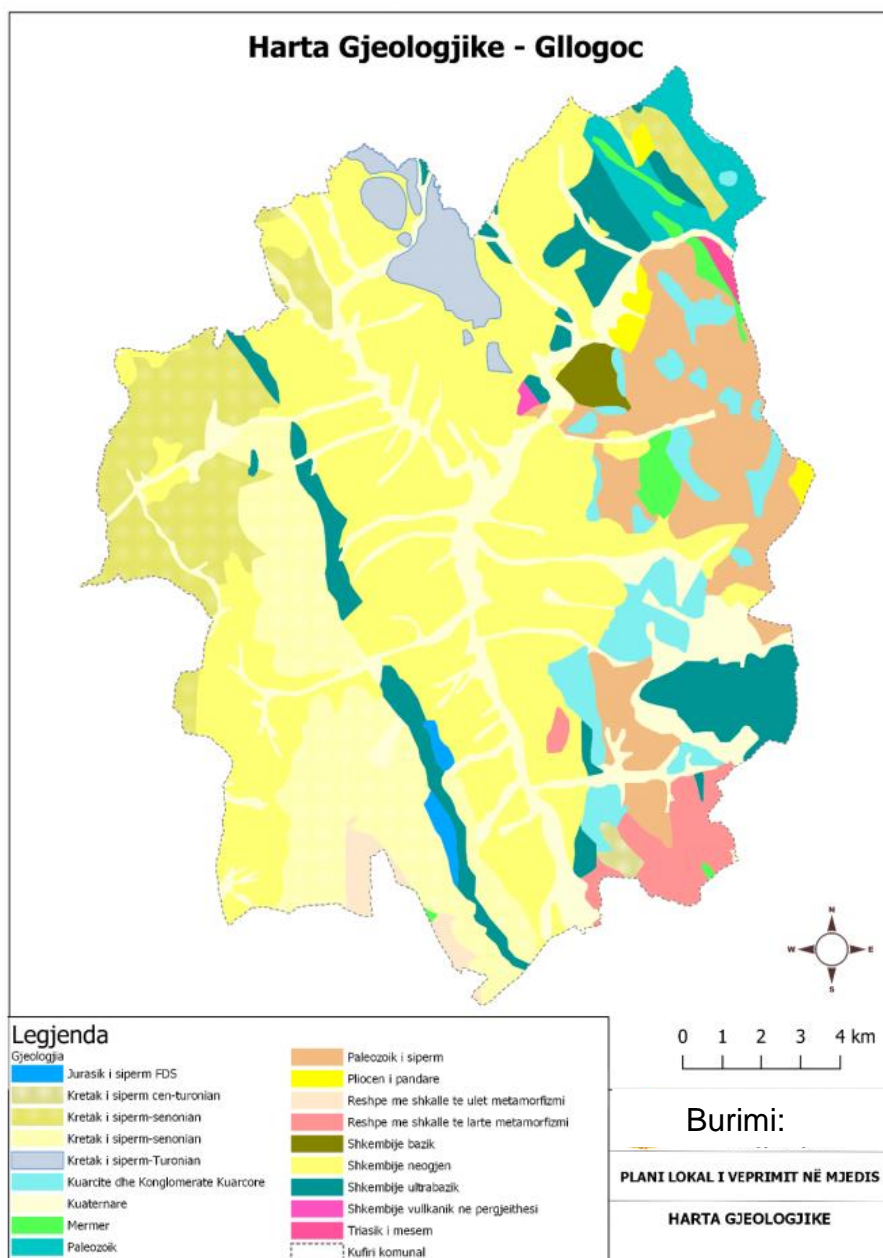 Harta Gjeologjike - Gllogoc
N
W E
S
Legjenda
Gjeologjia
Jurasik i siperm FDS
Kretak i siperm cen-turonian
Kretak i siperm-senonian
Kretak i siperm-senonian
Kretak i siperm-Turonian
Kuarcite dhe Konglomerate Kuarcore
Kuaternare
Mermer
Paleozoik
Paleozoik i siperm
Pliocen i pandare
Reshpe me shkalle te ulet metamorfizmi
Reshpe me shkalle te larte metamorfizmi
Shkembije bazik
Shkembije neogjen
Shkembije ultrabazik
Shkembije vullkanik ne pergjeithesi
Triasik i mesem
Kufiri komunal
0 1 2 3 4 km
Burimi:
PLANI LOKAL I VEPRIMIT NË MJEDIS
HARTA GJEOLOGJIKE